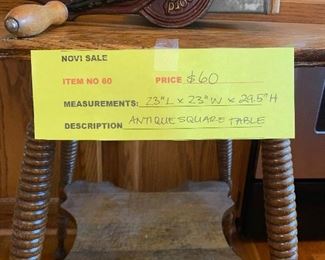 NOVI SALE
ITEM NO 60 PRICE $60
MEASUREMENTS: 23"L x 23"W x 29.5"H
DESCRIPTION ANTIQUE SQUARE TABLE